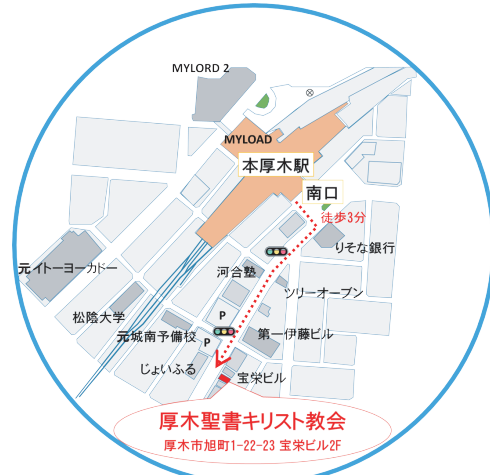 MYLORD 2
MYLOAD
本厚木駅
南口
徒歩3分
りそな銀行
元イトーヨーカドー
河合塾
ツリーオーブン
松陰大学
P
元城南予備校
P
第一伊藤ビル
じょいふる
宝栄ビル
厚木聖書キリスト教会
厚木市旭町1-22-23 宝栄ビル2F